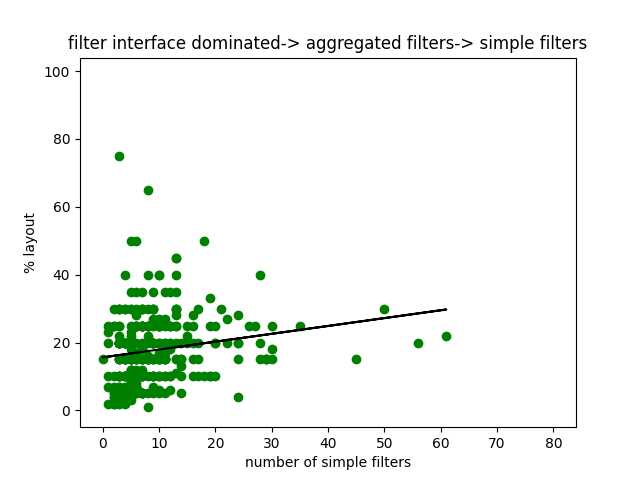 filter interface dominated-> aggregated filters-> simple filters
100
80
60
40
20
0
% layout
0 10 20 30 40 50 60 70 80
number of simple filters